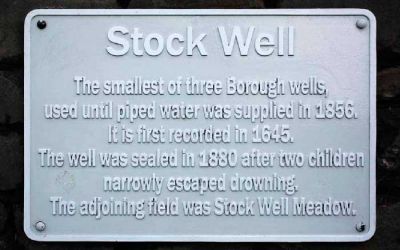 Stock Well
The smallest of three Borough wells,
used until piped water was supplied in 1856.
It is first recorded in 1645.
The well was sealed in 1880 after two children
narrowly escaped drowning.
The adjoining field was Stock Well Meadow.